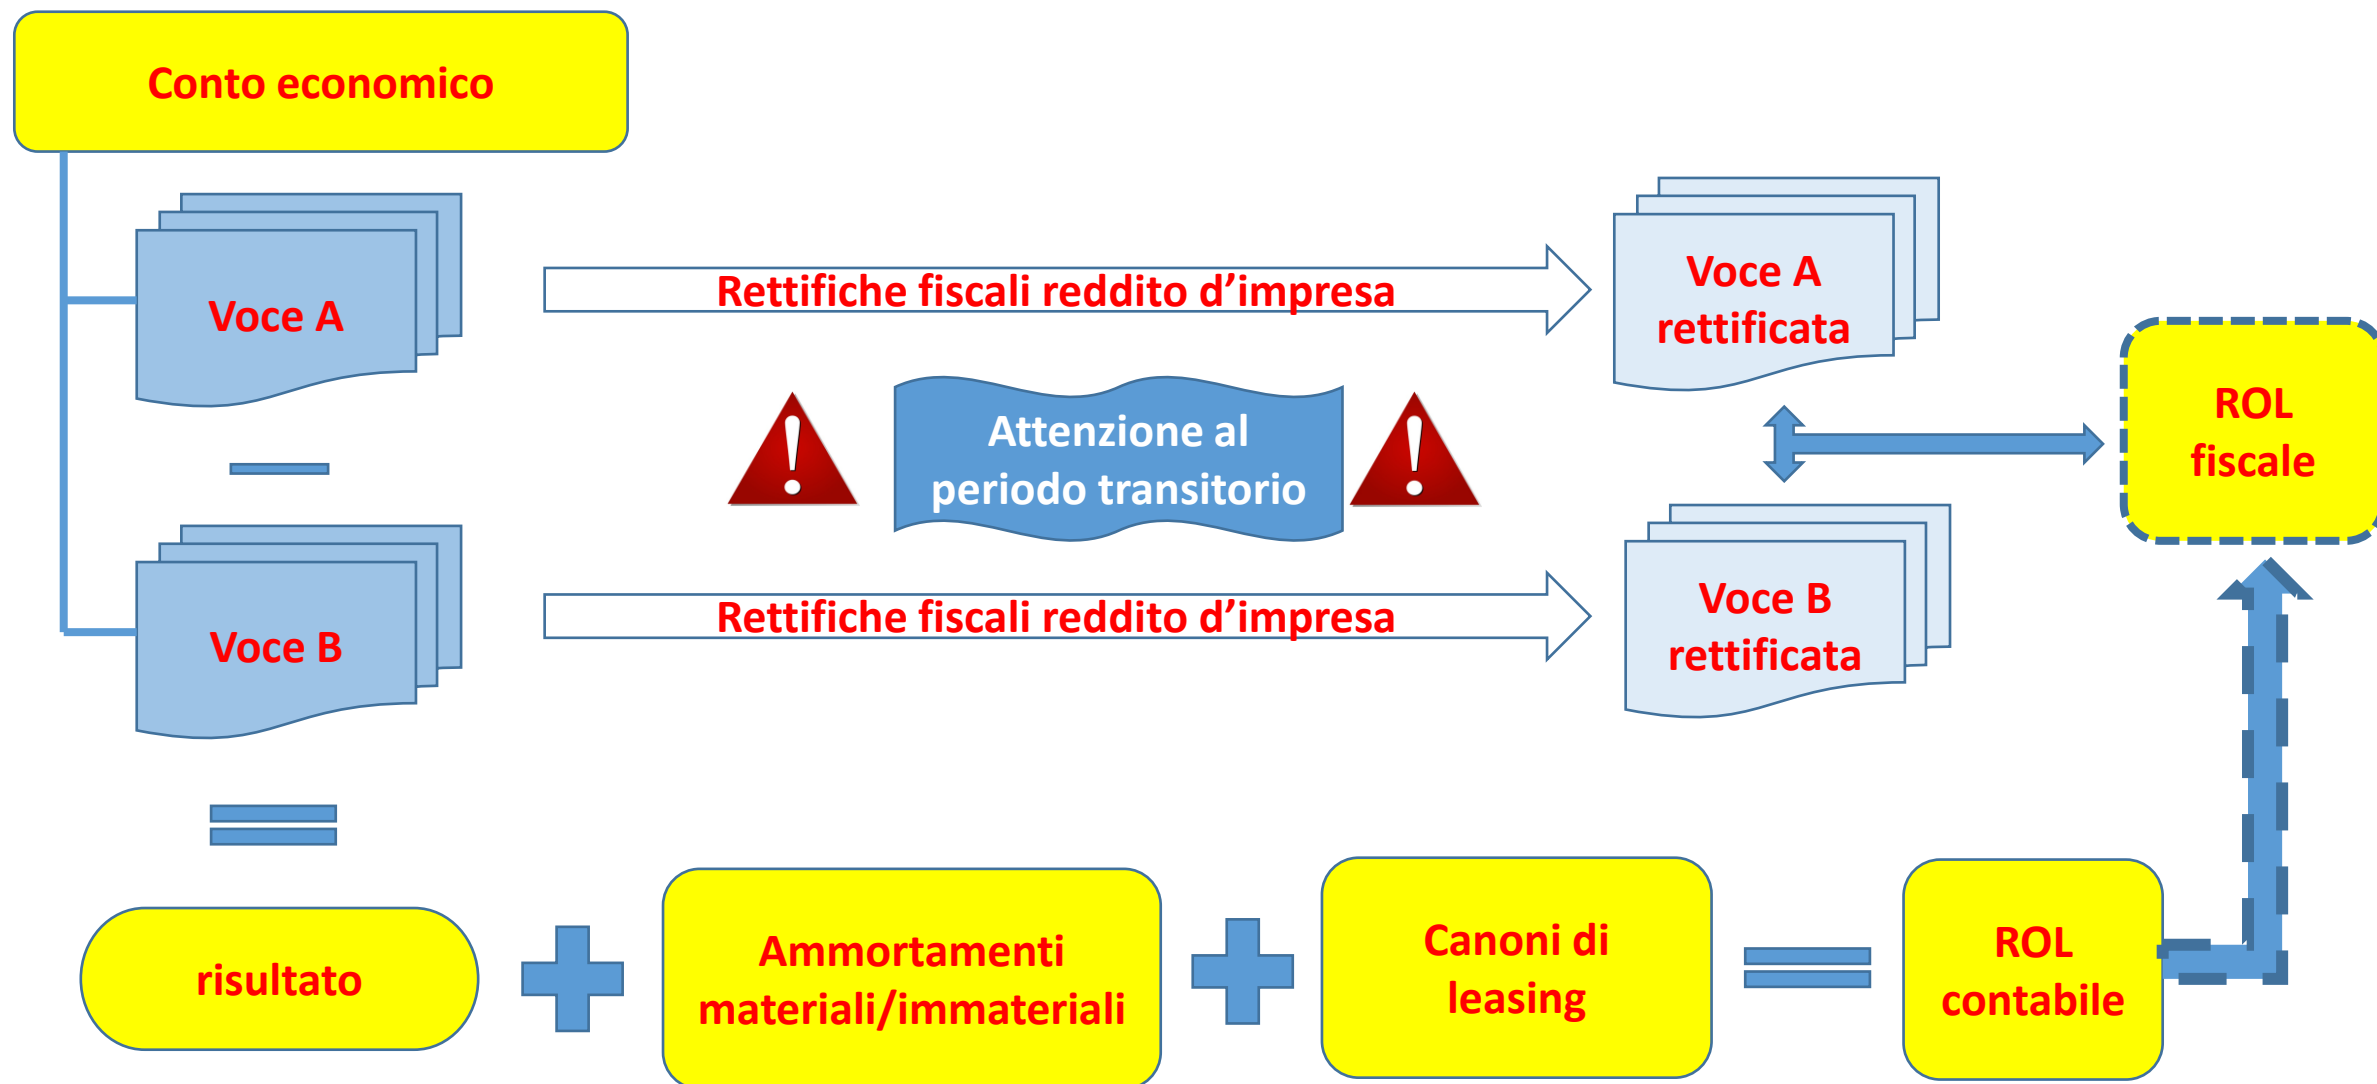 Conto economico
Voce A
Rettifiche fiscali reddito d’impresa
Voce A
rettificata
Attenzione al
periodo transitorio
ROL
fiscale
Voce B
Rettifiche fiscali reddito d’impresa
Voce B
rettificata
risultato
Ammortamenti
materiali/immateriali
Canoni di
leasing
ROL
contabile